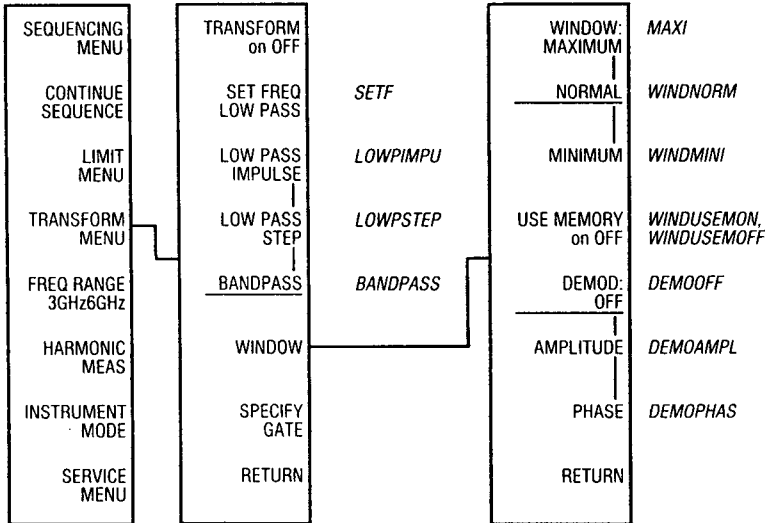 SEQUENCING
MENU
CONTINUE
SEQUENCE
LIMIT
MENU
TRANSFORM
MENU
FREQ RANGE
3GHz6GHz
HARMONIC
MEAS
INSTRUMENT
MODE
SERVICE
MENU
TRANSFORM
on OFF
SET FREQ
LOW PASS
SETF
LOW PASS
IMPULSE
LOWPIMPU
LOW PASS
STEP
LOWPSTEP
BANDPASS
BANDPASS
WINDOW
SPECIFY
GATE
RETURN
WINDOW:
MAXIMUM
MAXI
NORMAL
WINDNORM
MINIMUM
WINDMINI
USE MEMORY
on OFF
WINDUSEMON,
WINDUSEMOFF
DEMOD:
OFF
DEMOOFF
AMPLITUDE
DEMOAMPL
PHASE
DEMOPHAS
RETURN